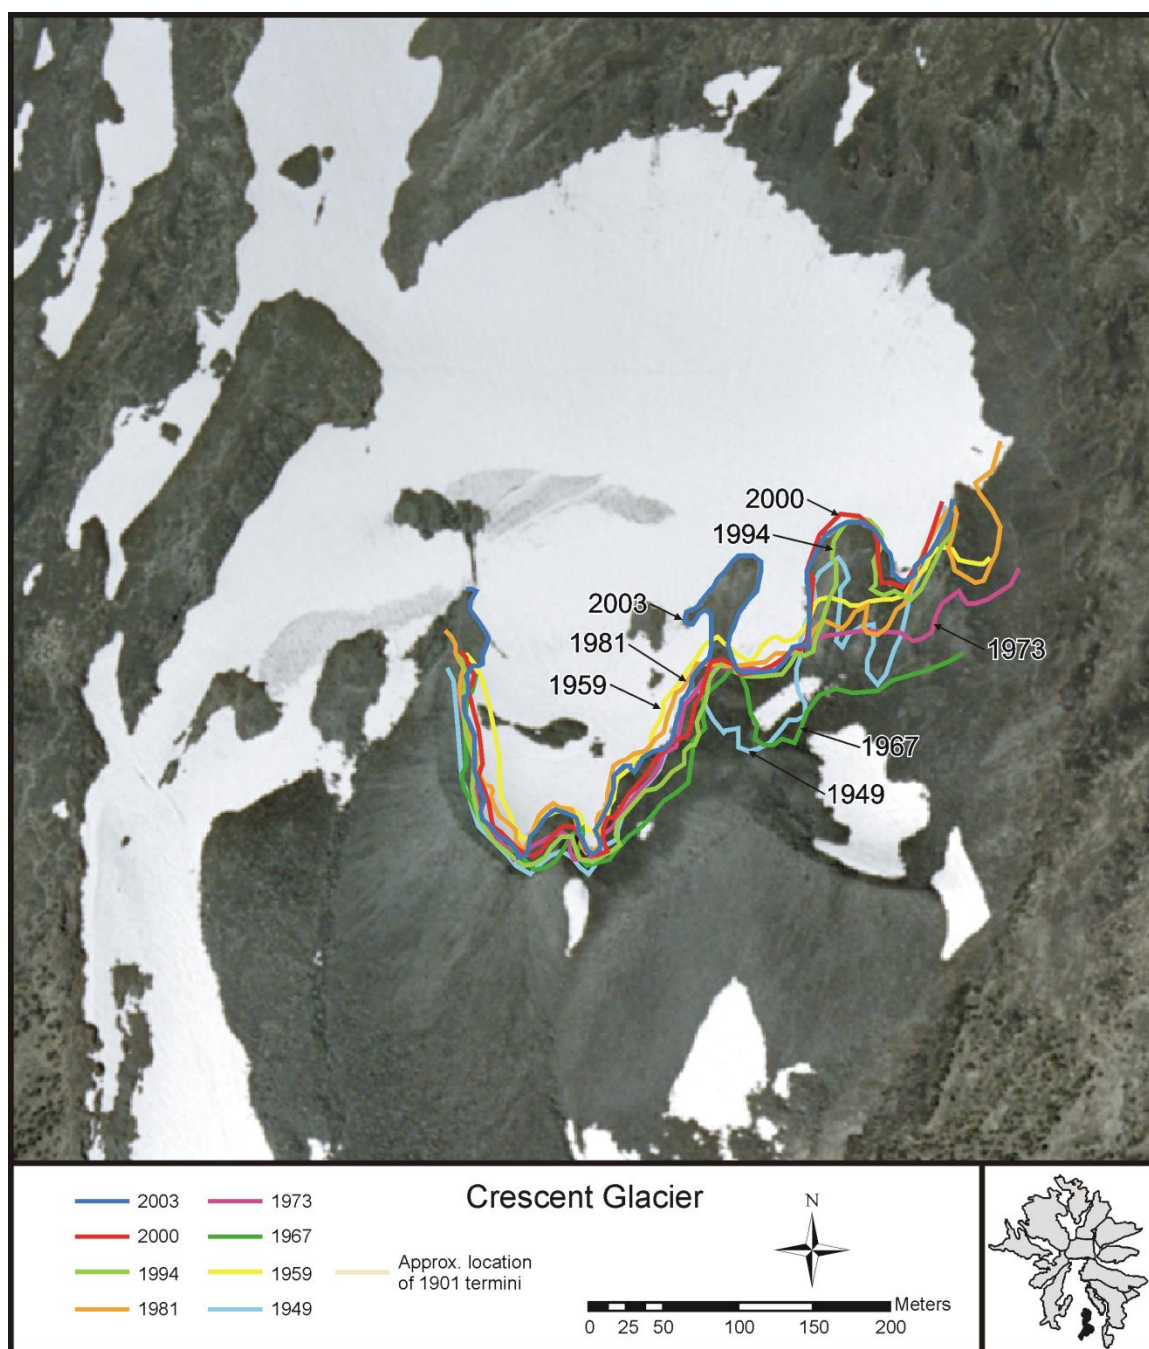 2000
1994
2003
1981
1959
1973
1967
1949
Crescent Glacier
2003
2000
1994
1981
1973
1967
1959
1949
Approx. location
of 1901 termini
N
Meters
0 25 50 100 150 200